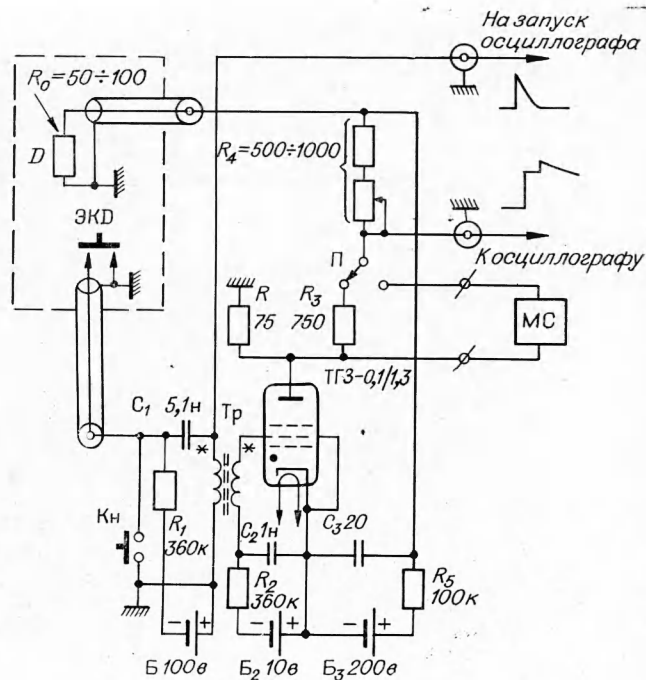 На запуск
осциллографа
R₀=50÷100
D
R₄=500÷1000
ЭКD
К осциллографу
П
R
75
R₃
750
МС
ТГЗ-0,1/1,3
C₁
5,1н
Тр
*
*
Кн
R₁
360к
C₂ 1н
C₃ 20
R₂
360к
R₅
100к
- +
- +
- +
Б 100в
Б₂ 10в
Б₃ 200в